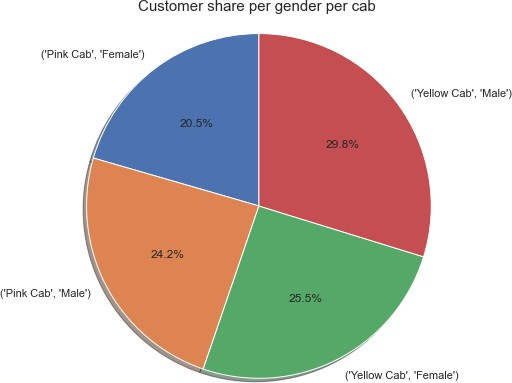 Customer share per gender per cab
('Pink Cab', 'Female')
('Yellow Cab', 'Male')
20.5%
29.8%
24.2%
('Pink Cab', 'Male')
25.5%
('Yellow Cab', 'Female')